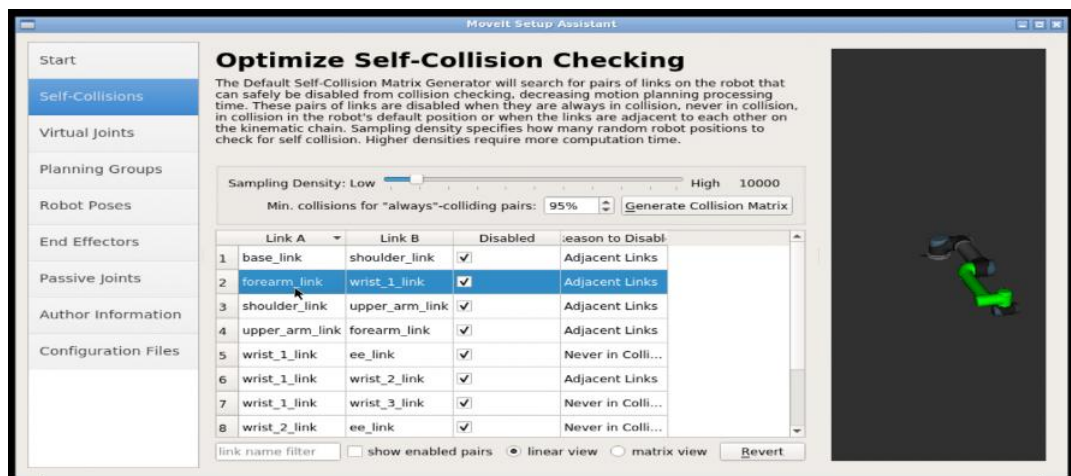 MoveIt Setup Assistant
Start
Self-Collisions
Virtual Joints
Planning Groups
Robot Poses
End Effectors
Passive Joints
Author Information
Configuration Files
Optimize Self-Collision Checking
The Default Self-Collision Matrix Generator will search for pairs of links on the robot that
can safely be disabled from collision checking, decreasing motion planning processing
time. These pairs of links are disabled when they are always in collision, never in collision,
in collision in the robot's default position or when the links are adjacent to each other on
the kinematic chain. Sampling density specifies how many random robot positions to
check for self collision. Higher densities require more computation time.
Sampling Density: Low High 10000
Min. collisions for "always"-colliding pairs: 95% Generate Collision Matrix
Link A Link B Disabled eason to Disabl
1 base_link shoulder_link Adjacent Links
2 forearm_link wrist_1_link Adjacent Links
3 shoulder_link upper_arm_link Adjacent Links
4 upper_arm_link forearm_link Adjacent Links
5 wrist_1_link ee_link Never in Colli...
6 wrist_1_link wrist_2_link Adjacent Links
7 wrist_1_link wrist_3_link Never in Colli...
8 wrist_2_link ee_link Never in Colli...
link name filter show enabled pairs linear view matrix view Revert